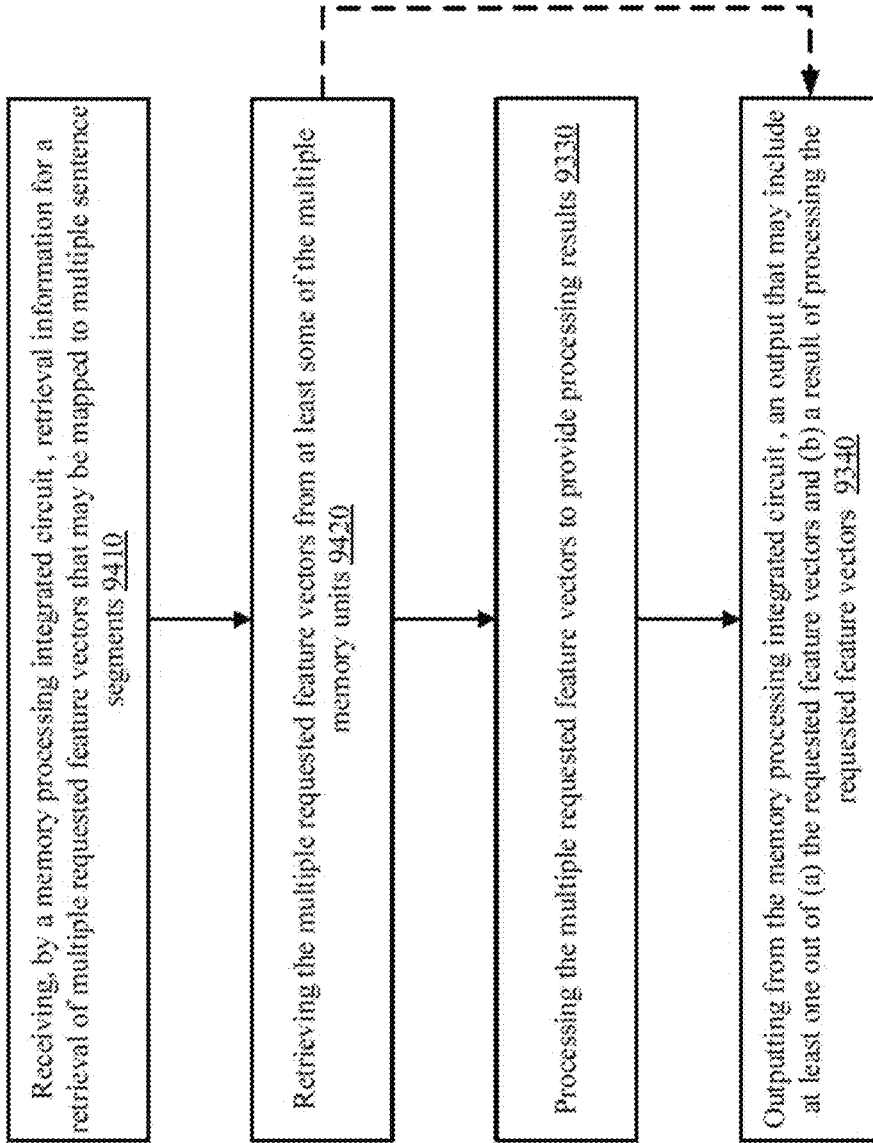 Receiving, by a memory processing integrated circuit , retrieval information for a
retrieval of multiple requested feature vectors that may be mapped to multiple sentence
segments 9410
Retrieving the multiple requested feature vectors from at least some of the multiple
memory units 9420
Processing the multiple requested feature vectors to provide processing results 9330
Outputting from the memory processing integrated circuit , an output that may include
at least one out of (a) the requested feature vectors and (b) a result of processing the
requested feature vectors 9340